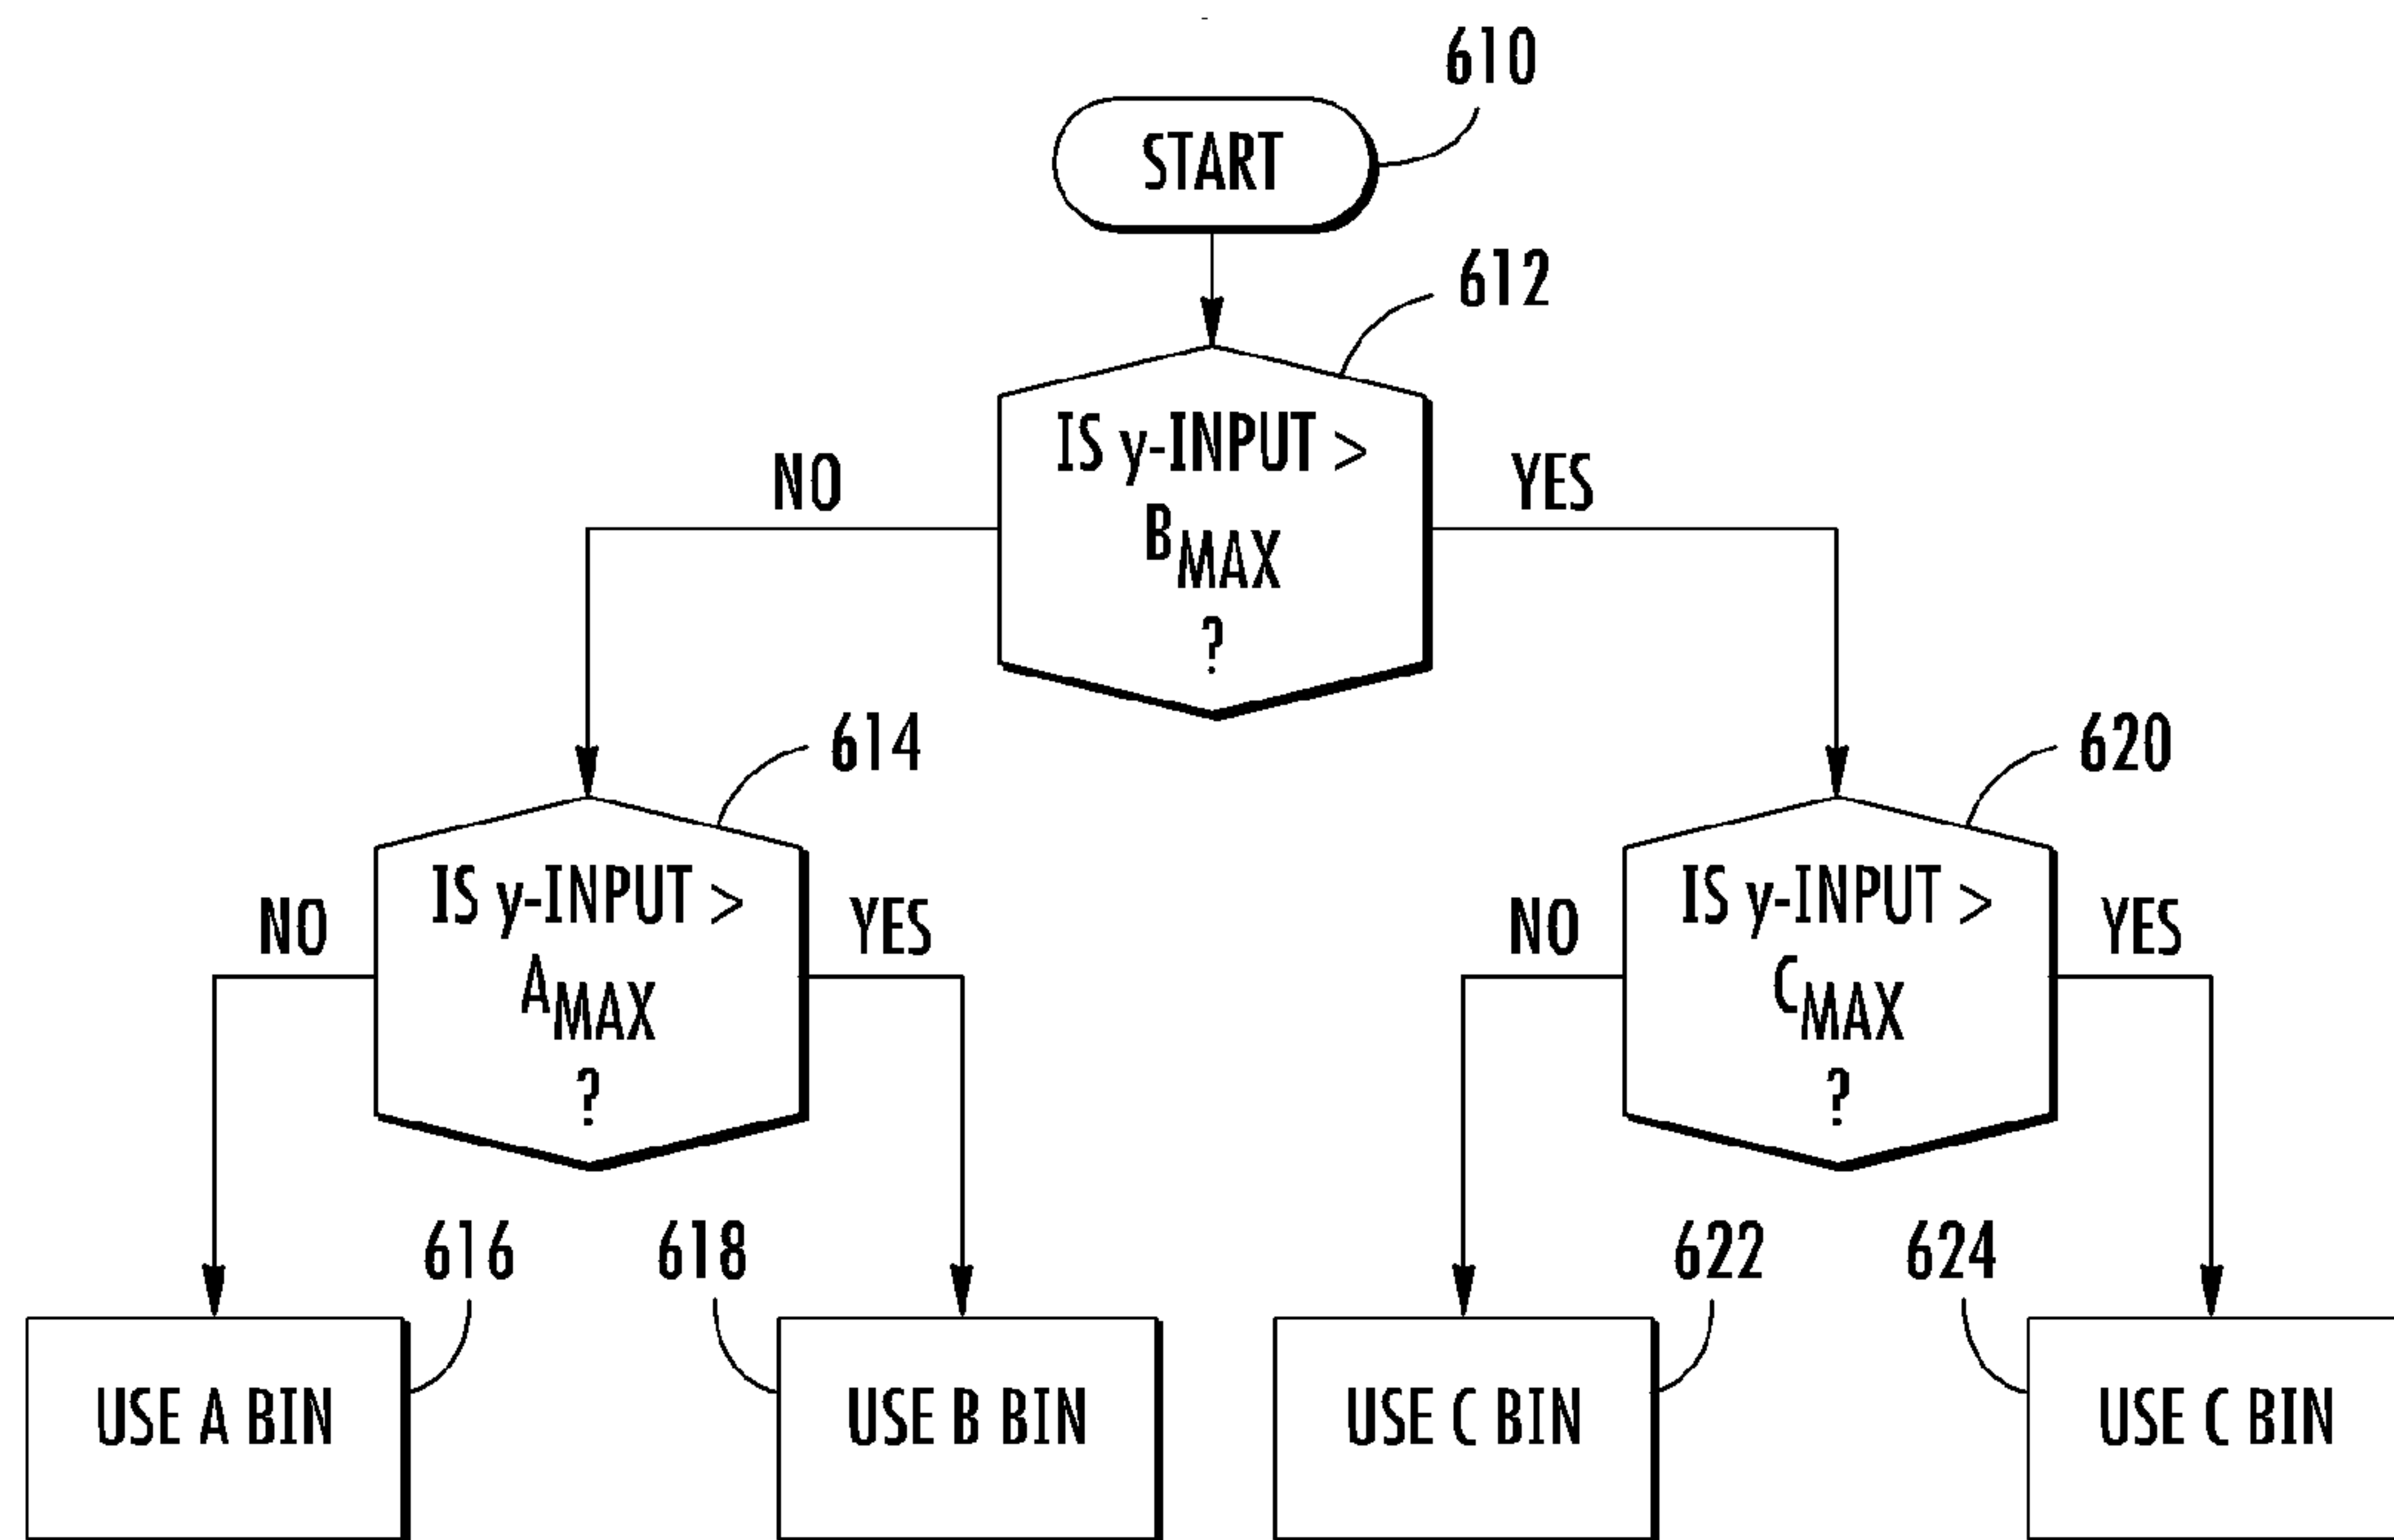 610
START
612
IS y-INPUT >
BMAX
?
NO
YES
614
620
IS y-INPUT >
AMAX
?
NO
YES
IS y-INPUT >
CMAX
?
NO
YES
616
618
622
624
USE A BIN
USE B BIN
USE C BIN
USE C BIN